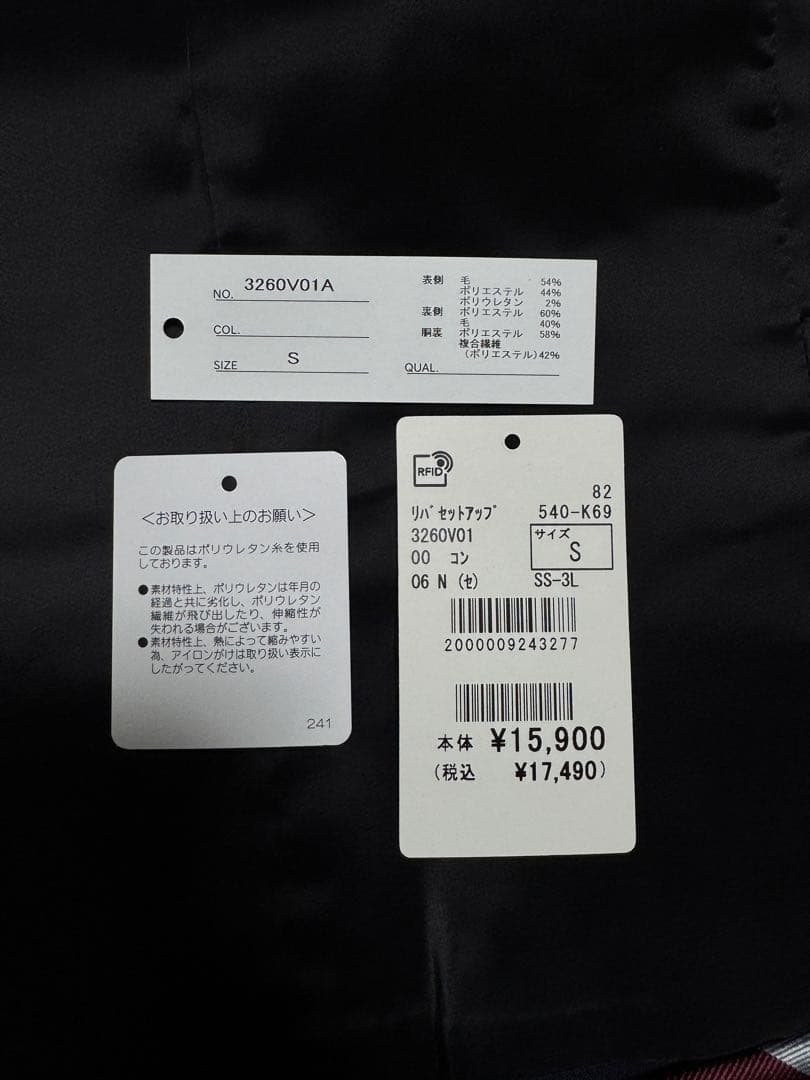 NO. 3260V01A
COL.
SIZE S
表側 毛 54%
ポリエステル 44%
ポリウレタン 2%
裏側 ポリエステル 60%
毛 40%
胴裏 ポリエステル 58%
複合繊維
(ポリエステル)42%
QUAL.
<お取り扱い上のお願い>
この製品はポリウレタン糸を使用
しております。
●素材特性上、ポリウレタンは年月の
経過と共に劣化し、ポリウレタン
繊維が飛び出したり、伸縮性が
失われる場合がございます。
●素材特性上、熱によって縮みやすい
為、アイロンがけは取り扱い表示に
したがってください。
241
RFID
82
リバセットアップ 540-K69
3260V01
サイズ
S
00 コン
06 N (セ) SS-3L
2000009243277
本体 ¥15,900
(税込 ¥17,490)